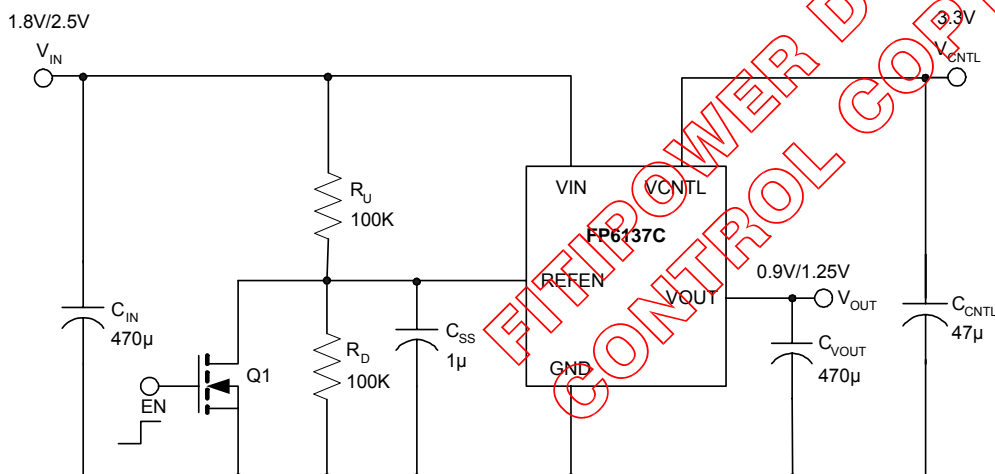 1.8V/2.5V
VIN
3.3V
VCNTL
RU
100K
VIN
VCNTL
FP6137C
REFEN
VOUT
GND
0.9V/1.25V
VOUT
CIN
470µ
EN
Q1
RD
100K
CSS
1µ
CVOUT
470µ
CCNTL
47µ
FITIPOWER D
CONTROL COP